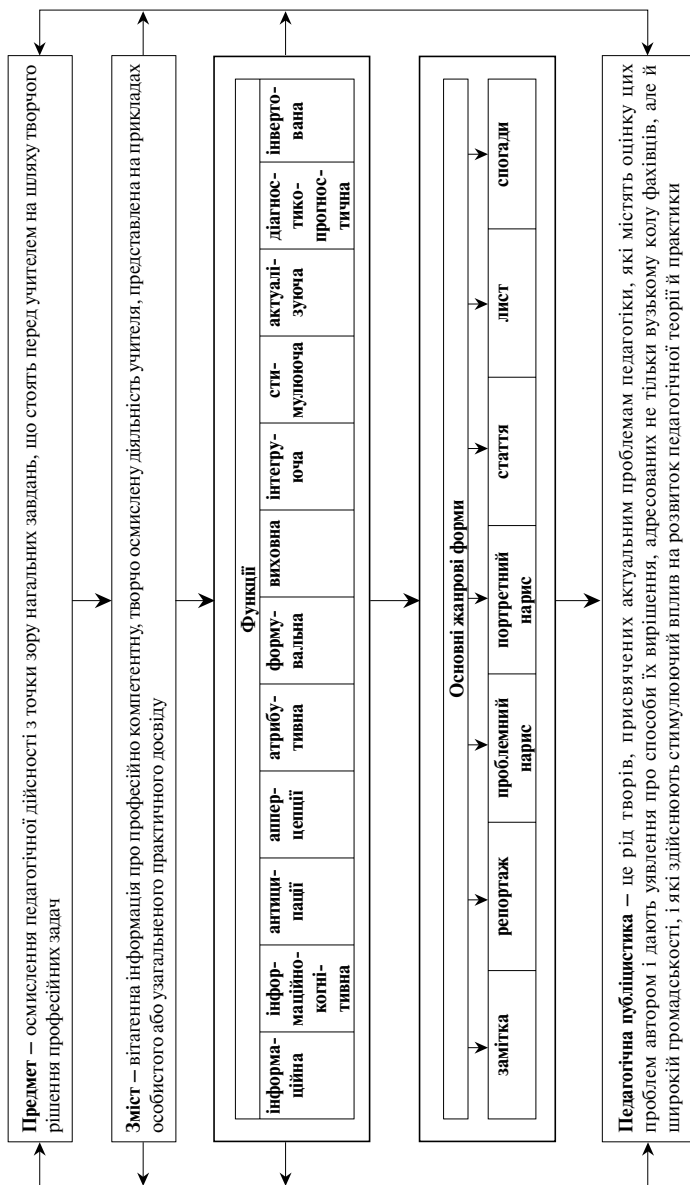 Предмет – осмислення педагогічної дійсності з точки зору нагальних завдань, що стоять перед учителем на шляху творчого
рішення професійних задач
Зміст – вітагенна інформація про професійно компетентну, творчо осмислену діяльність учителя, представлена на прикладах
особистого або узагальненого практичного досвіду
Функції
інформа-
ційна
інфор-
маційно-
когні-
тивна
антици-
пації
аппер-
цепції
атрибу-
тивна
форму-
вальна
виховна
інтегру-
юча
сти-
мулююча
актуалі-
зуюча
діагнос-
тико-
прогнос-
тична
інверто-
вана
Основні жанрові форми
замітка
репортаж
проблемний
нарис
портретний
нарис
стаття
лист
спогади
Педагогічна публіцистика – це рід творів, присвячених актуальним проблемам педагогіки, які містять оцінку цих
проблем автором і дають уявлення про способи їх вирішення, адресованих не тільки вузькому колу фахівців, але й
широкій громадськості, і які здійснюють стимулюючий вплив на розвиток педагогічної теорії й практики